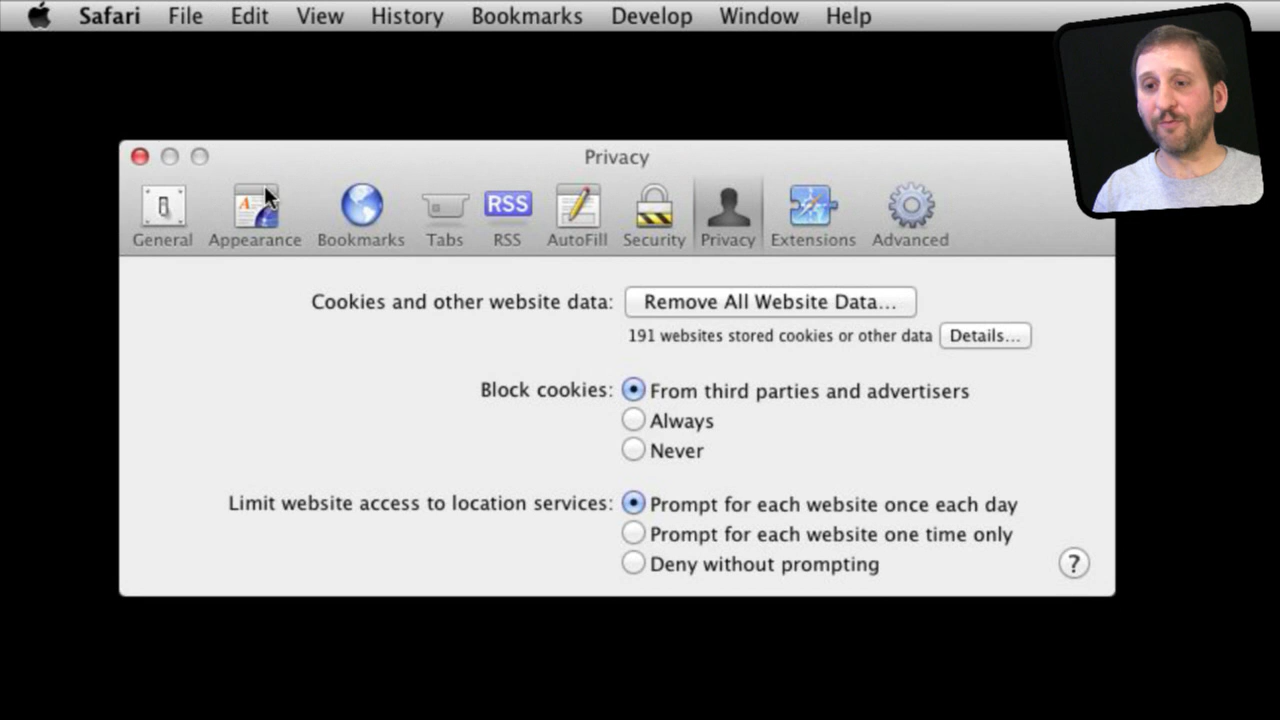 Safari File Edit View History Bookmarks Develop Window Help
Privacy
General Appearance Bookmarks Tabs RSS RSS AutoFill Security Privacy Extensions Advanced
Cookies and other website data: Remove All Website Data...
191 websites stored cookies or other data Details...
Block cookies: From third parties and advertisers
Always
Never
Limit website access to location services: Prompt for each website once each day
Prompt for each website one time only
Deny without prompting ?